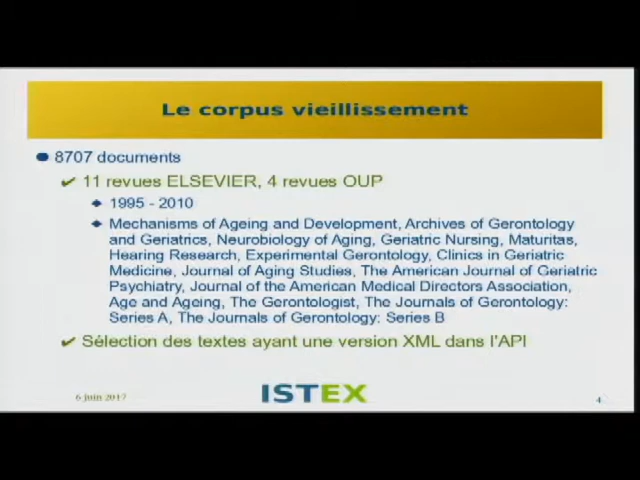 Le corpus vieillissement
8707 documents
11 revues ELSEVIER, 4 revues OUP
1995 - 2010
Mechanisms of Ageing and Development, Archives of Gerontology
and Geriatrics, Neurobiology of Aging, Geriatric Nursing, Maturitas,
Hearing Research, Experimental Gerontology, Clinics in Geriatric
Medicine, Journal of Aging Studies, The American Journal of Geriatric
Psychiatry, Journal of the American Medical Directors Association,
Age and Ageing, The Gerontologist, The Journals of Gerontology:
Series A, The Journals of Gerontology: Series B
Sélection des textes ayant une version XML dans l'API
6 juin 2017
ISTEX
4